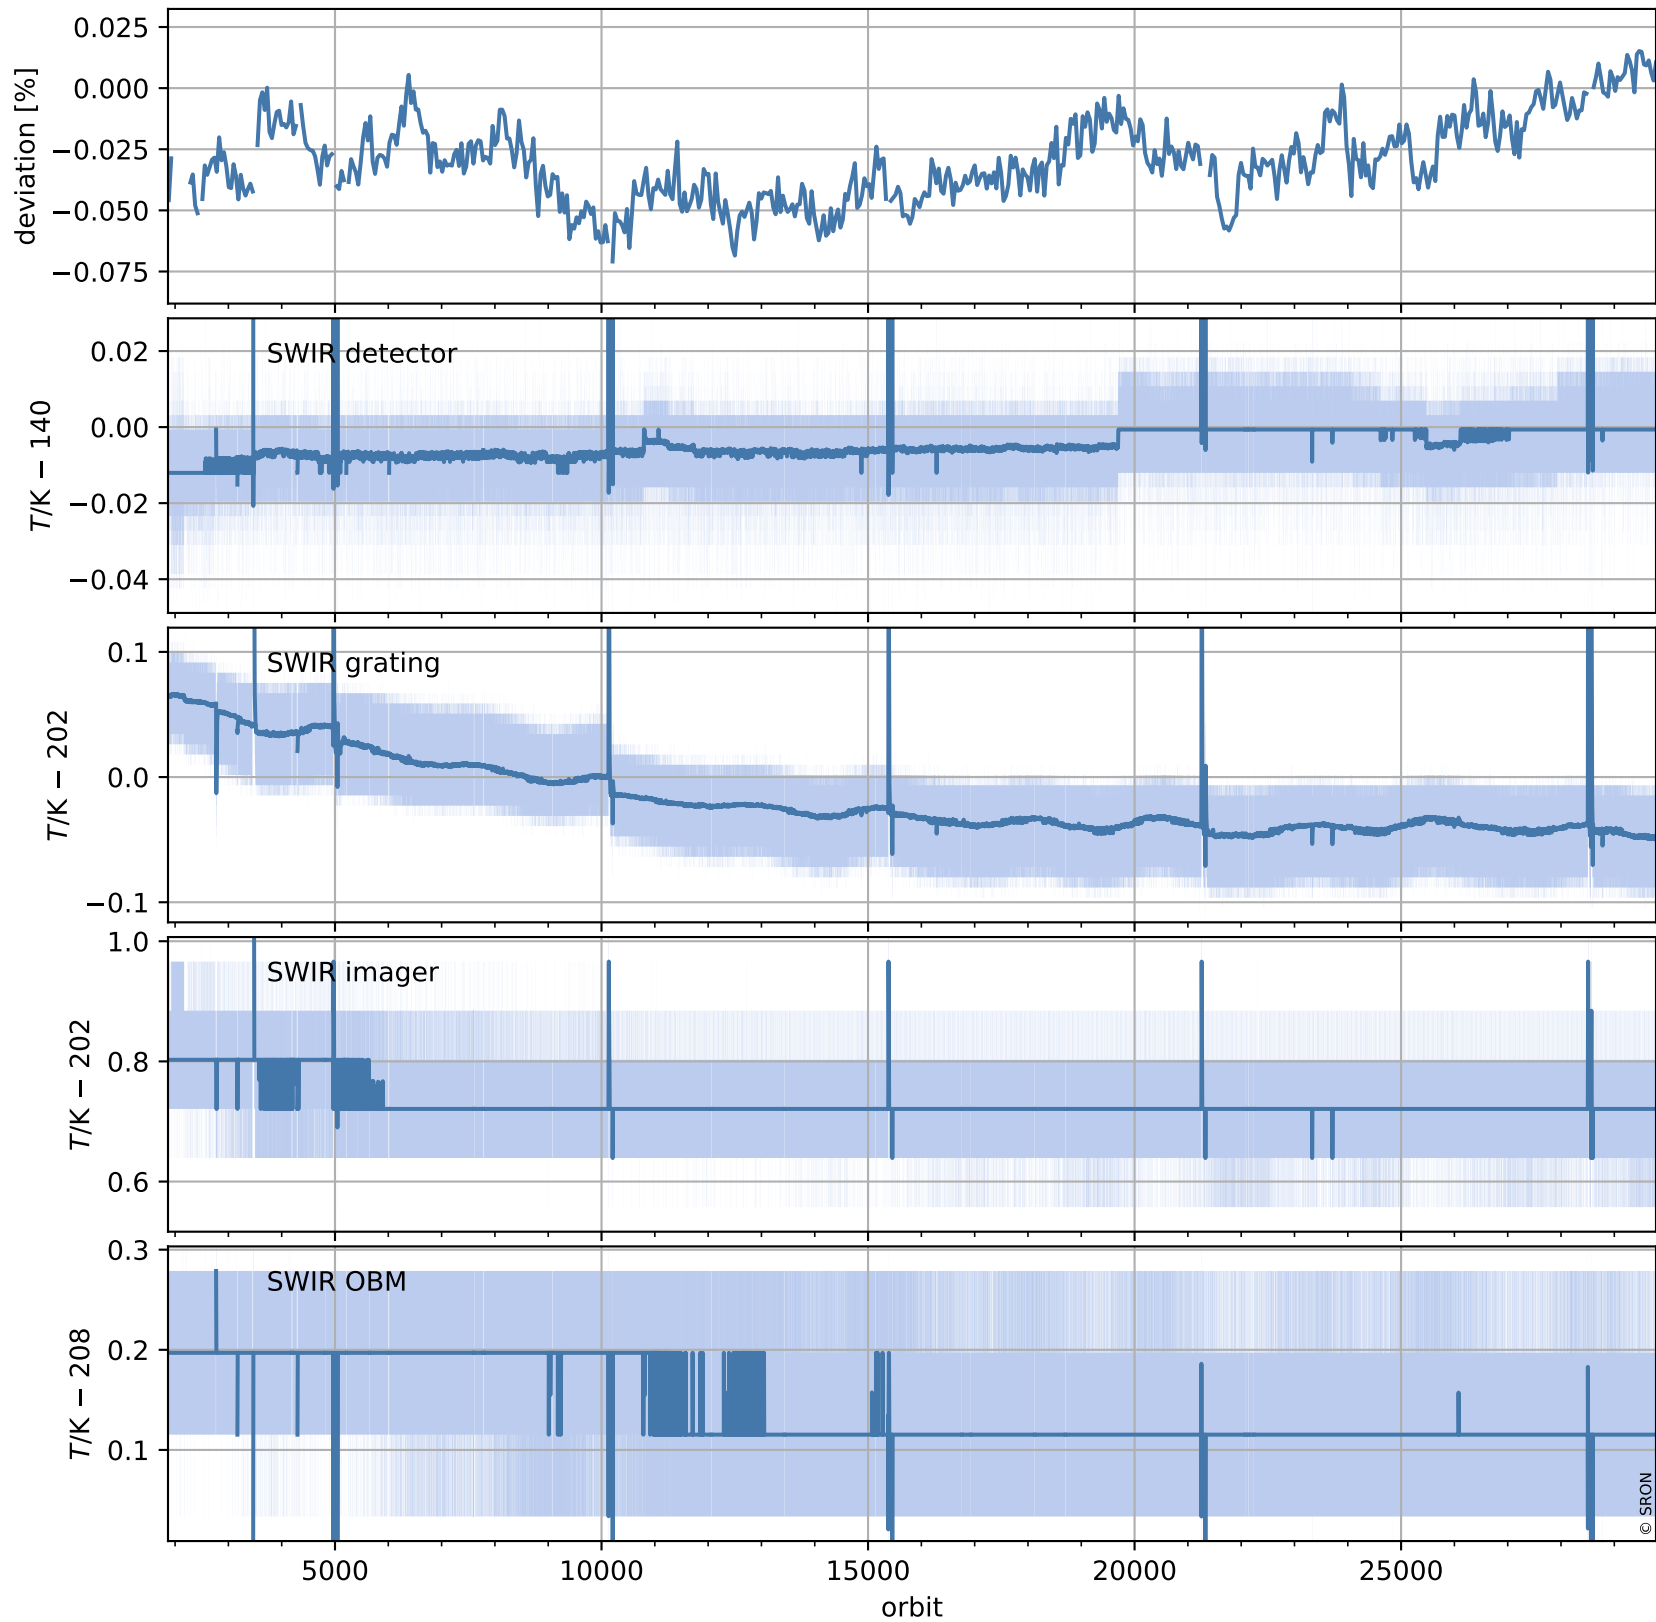 0.025
0.000
−0.025
−0.050
−0.075
deviation [%]
SWIR detector
0.02
0.00
−0.02
−0.04
T/K − 140
SWIR grating
0.1
0.0
−0.1
T/K − 202
SWIR imager
1.0
0.8
0.6
T/K − 202
SWIR OBM
0.3
0.2
0.1
T/K − 208
© SRON
5000 10000 15000 20000 25000
orbit